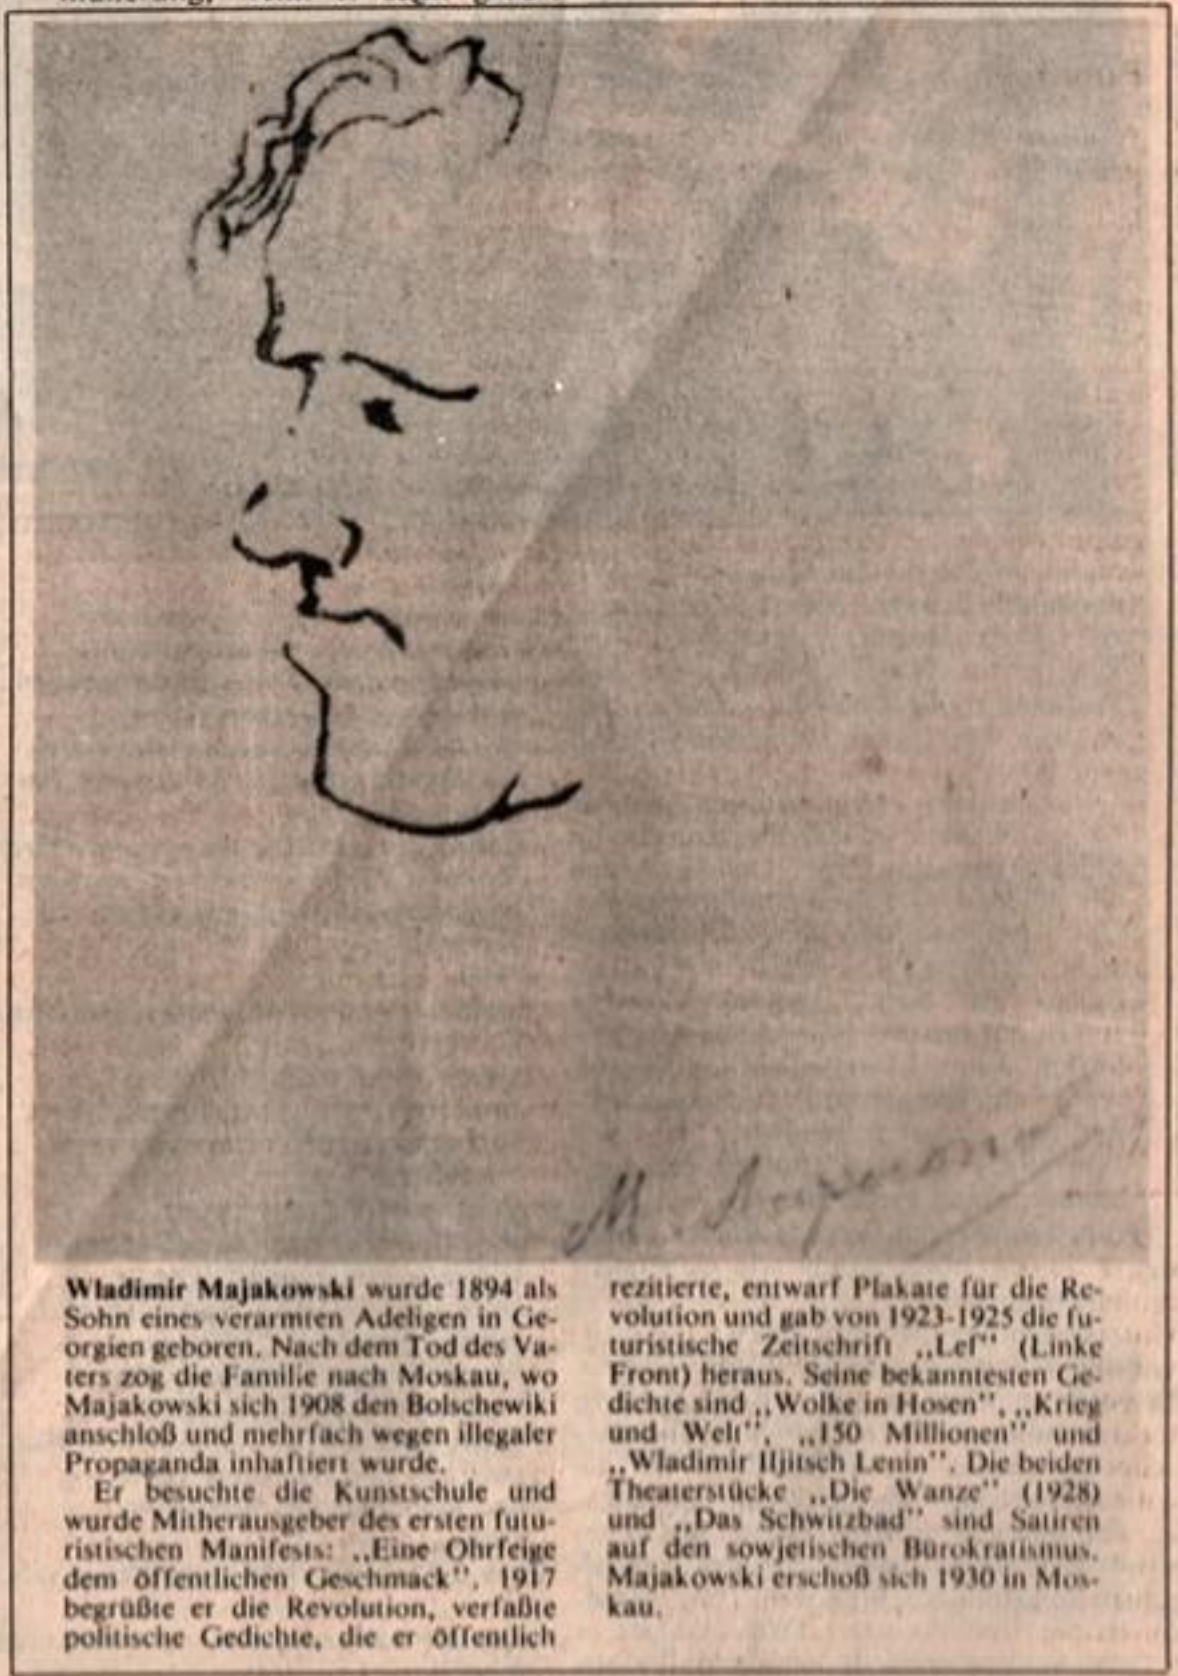 M.
Wladimir Majakowski wurde 1894 als
Sohn eines verarmten Adeligen in Ge-
orgien geboren. Nach dem Tod des Va-
ters zog die Familie nach Moskau, wo
Majakowski sich 1908 den Bolschewiki
anschloß und mehrfach wegen illegaler
Propaganda inhaftiert wurde.
Er besuchte die Kunstschule und
wurde Mitherausgeber des ersten futu-
ristischen Manifests: „Eine Ohrfeige
dem öffentlichen Geschmack". 1917
begrüßte er die Revolution, verfaßte
politische Gedichte, die er öffentlich
rezitierte, entwarf Plakate für die Re-
volution und gab von 1923-1925 die fu-
turistische Zeitschrift „Lef" (Linke
Front) heraus. Seine bekanntesten Ge-
dichte sind „Wolke in Hosen", „Krieg
und Welt", „150 Millionen" und
„Wladimir Iljitsch Lenin". Die beiden
Theaterstücke „Die Wanze" (1928)
und „Das Schwitzbad" sind Satiren
auf den sowjetischen Bürokratismus.
Majakowski erschoß sich 1930 in Mos-
kau.